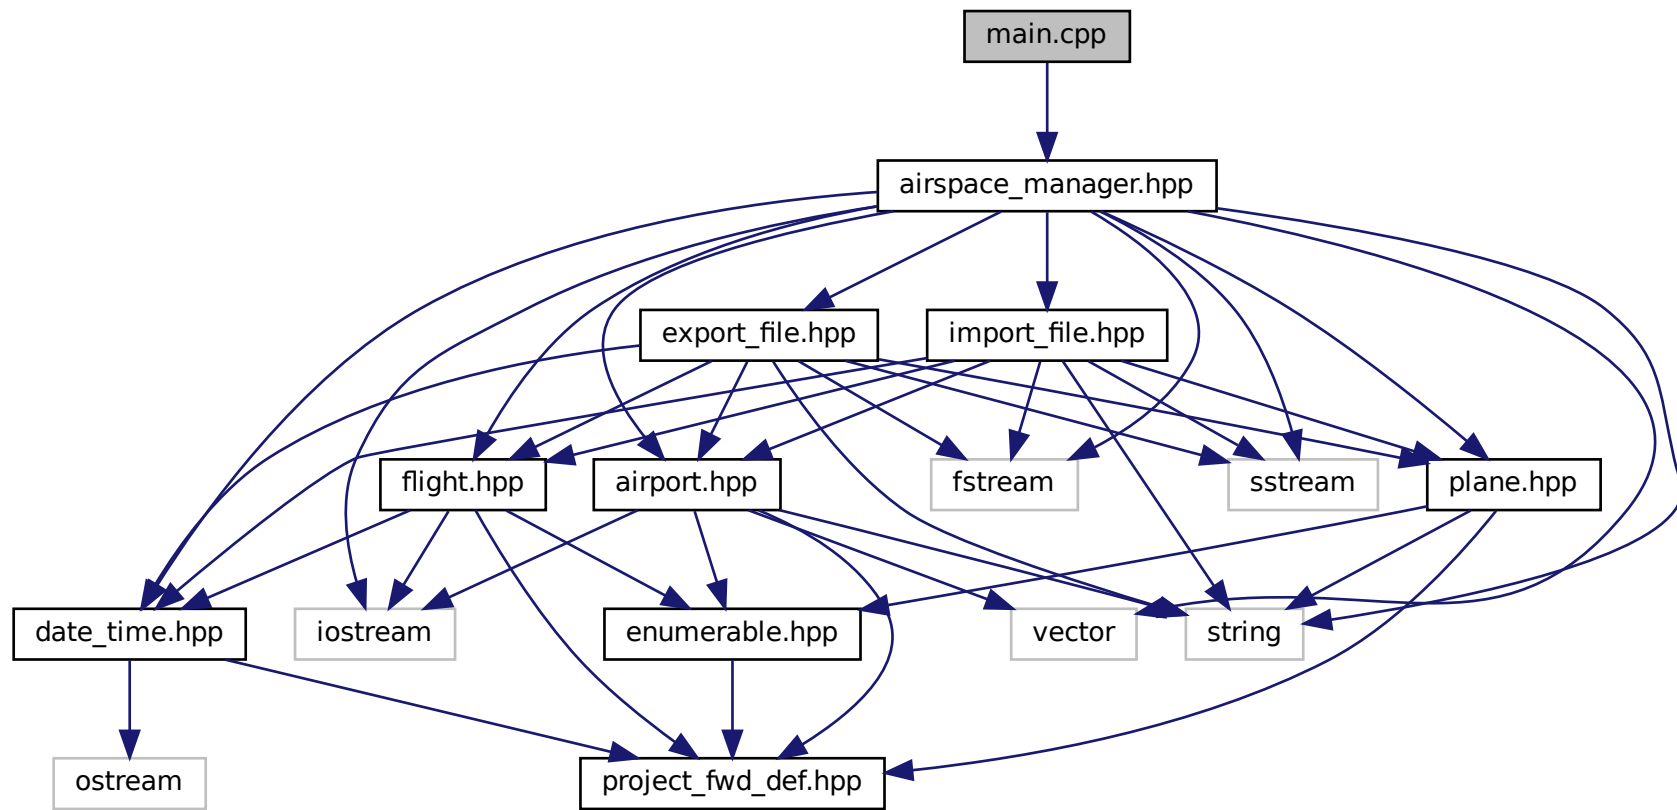 main.cpp
airspace_manager.hpp
export_file.hpp
import_file.hpp
flight.hpp
airport.hpp
fstream
sstream
plane.hpp
date_time.hpp
iostream
enumerable.hpp
vector
string
ostream
project_fwd_def.hpp